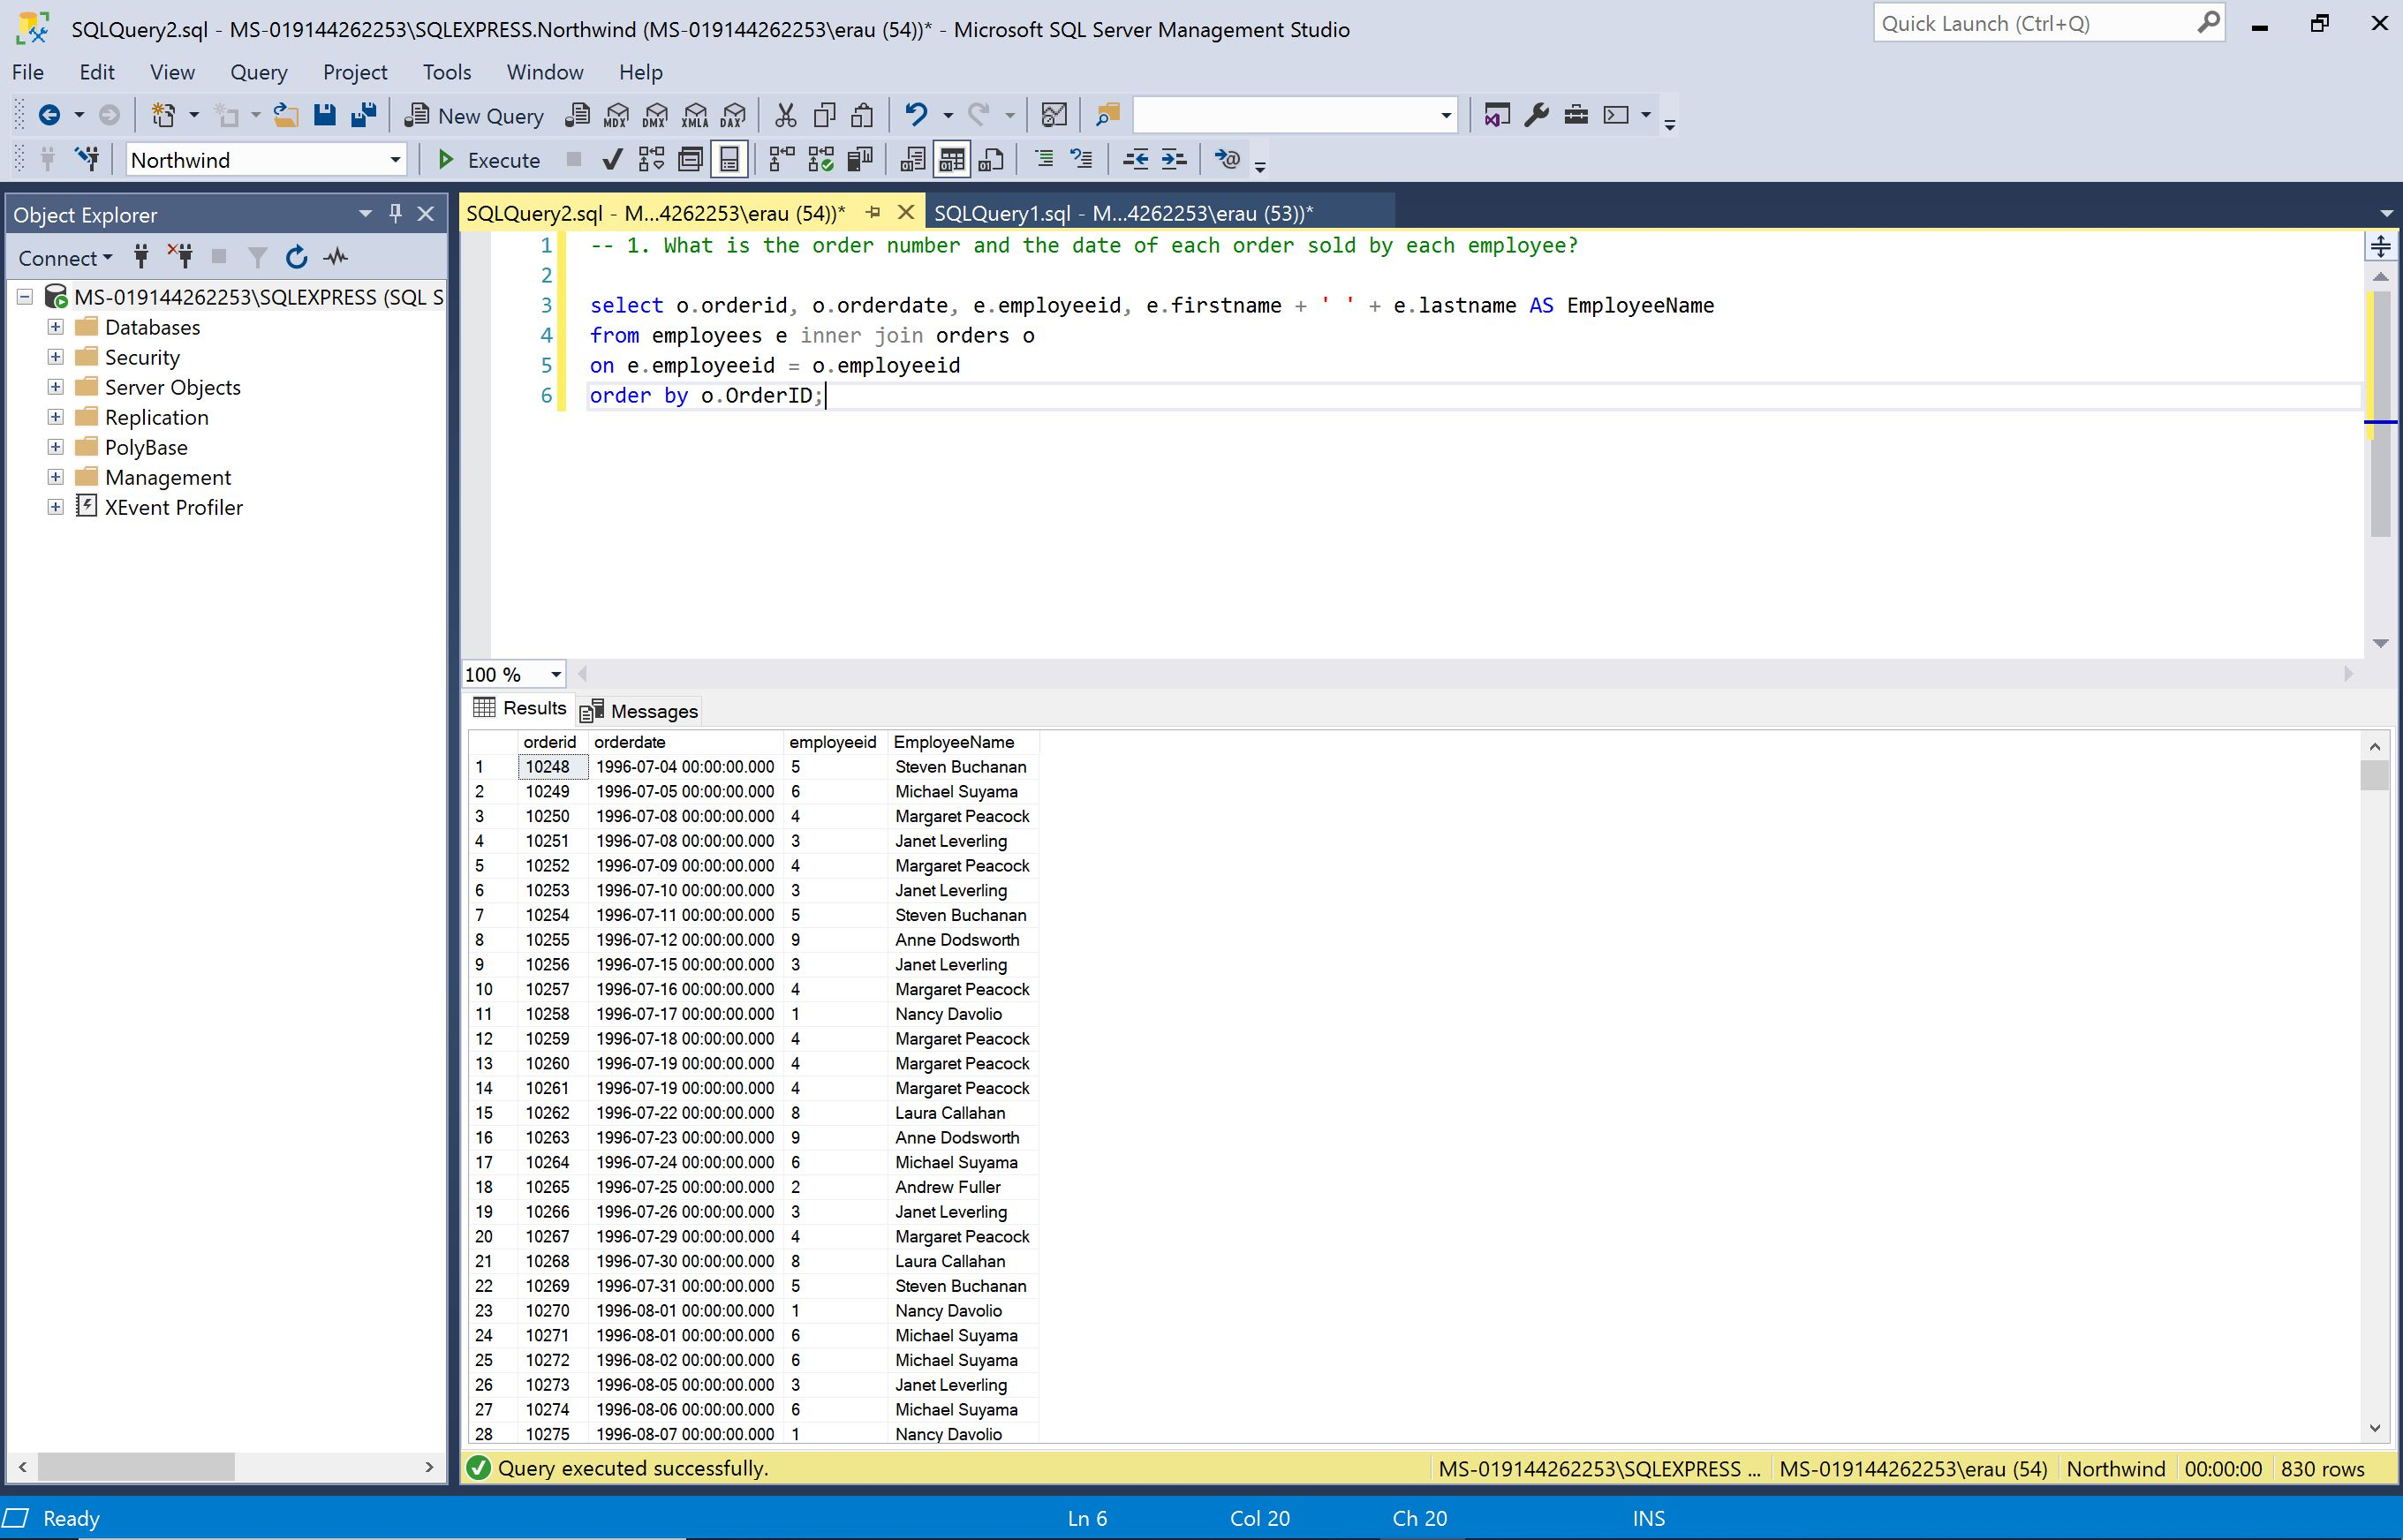 SQLQuery2.sql - MS-019144262253\SQLEXPRESS.Northwind (MS-019144262253\erau (54))* - Microsoft SQL Server Management Studio
Quick Launch (Ctrl+Q)
File Edit View Query Project Tools Window Help
New Query MDX DMX XMLA DAX
Northwind Execute
Object Explorer
Connect
MS-019144262253\SQLEXPRESS (SQL S
Databases
Security
Server Objects
Replication
PolyBase
Management
XEvent Profiler
SQLQuery2.sql - M...4262253\erau (54))* SQLQuery1.sql - M...4262253\erau (53))*
1 -- 1. What is the order number and the date of each order sold by each employee?
2
3 select o.orderid, o.orderdate, e.employeeid, e.firstname + ' ' + e.lastname AS EmployeeName
4 from employees e inner join orders o
5 on e.employeeid = o.employeeid
6 order by o.OrderID;
100 %
Results Messages
orderid orderdate employeeid EmployeeName
1 10248 1996-07-04 00:00:00.000 5 Steven Buchanan
2 10249 1996-07-05 00:00:00.000 6 Michael Suyama
3 10250 1996-07-08 00:00:00.000 4 Margaret Peacock
4 10251 1996-07-08 00:00:00.000 3 Janet Leverling
5 10252 1996-07-09 00:00:00.000 4 Margaret Peacock
6 10253 1996-07-10 00:00:00.000 3 Janet Leverling
7 10254 1996-07-11 00:00:00.000 5 Steven Buchanan
8 10255 1996-07-12 00:00:00.000 9 Anne Dodsworth
9 10256 1996-07-15 00:00:00.000 3 Janet Leverling
10 10257 1996-07-16 00:00:00.000 4 Margaret Peacock
11 10258 1996-07-17 00:00:00.000 1 Nancy Davolio
12 10259 1996-07-18 00:00:00.000 4 Margaret Peacock
13 10260 1996-07-19 00:00:00.000 4 Margaret Peacock
14 10261 1996-07-19 00:00:00.000 4 Margaret Peacock
15 10262 1996-07-22 00:00:00.000 8 Laura Callahan
16 10263 1996-07-23 00:00:00.000 9 Anne Dodsworth
17 10264 1996-07-24 00:00:00.000 6 Michael Suyama
18 10265 1996-07-25 00:00:00.000 2 Andrew Fuller
19 10266 1996-07-26 00:00:00.000 3 Janet Leverling
20 10267 1996-07-29 00:00:00.000 4 Margaret Peacock
21 10268 1996-07-30 00:00:00.000 8 Laura Callahan
22 10269 1996-07-31 00:00:00.000 5 Steven Buchanan
23 10270 1996-08-01 00:00:00.000 1 Nancy Davolio
24 10271 1996-08-01 00:00:00.000 6 Michael Suyama
25 10272 1996-08-02 00:00:00.000 6 Michael Suyama
26 10273 1996-08-05 00:00:00.000 3 Janet Leverling
27 10274 1996-08-06 00:00:00.000 6 Michael Suyama
28 10275 1996-08-07 00:00:00.000 1 Nancy Davolio
Query executed successfully. MS-019144262253\SQLEXPRESS ... MS-019144262253\erau (54) Northwind 00:00:00 830 rows
Ready Ln 6 Col 20 Ch 20 INS